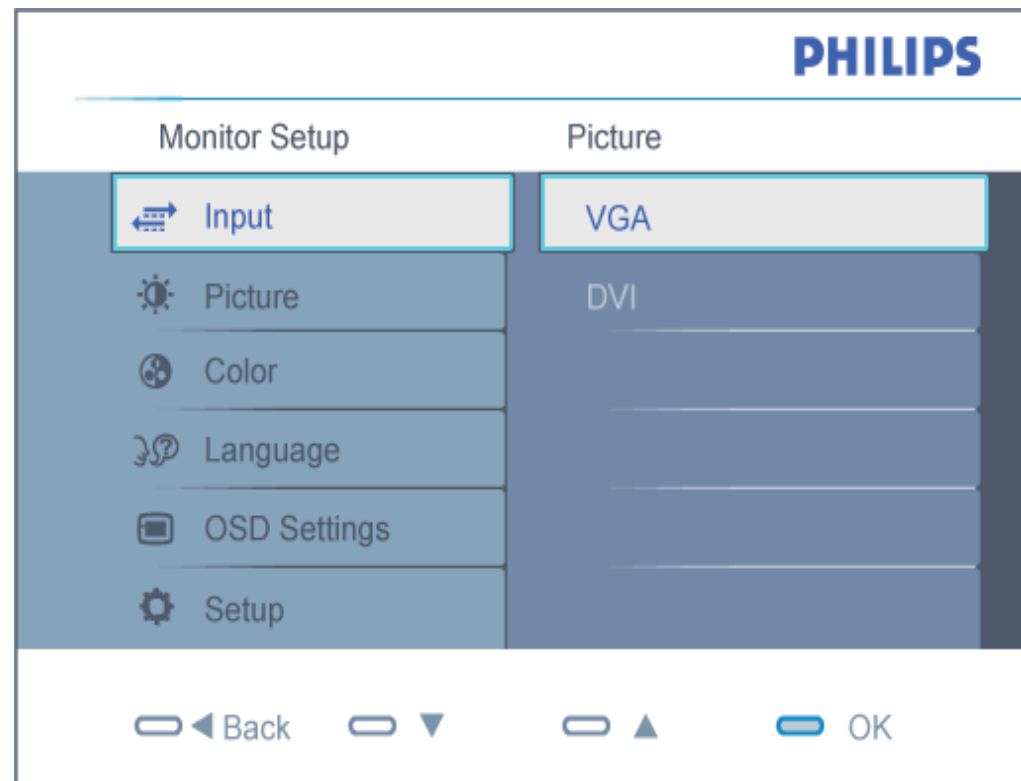 PHILIPS
Monitor Setup Picture
Input VGA
Picture DVI
Color
Language
OSD Settings
Setup
Back OK